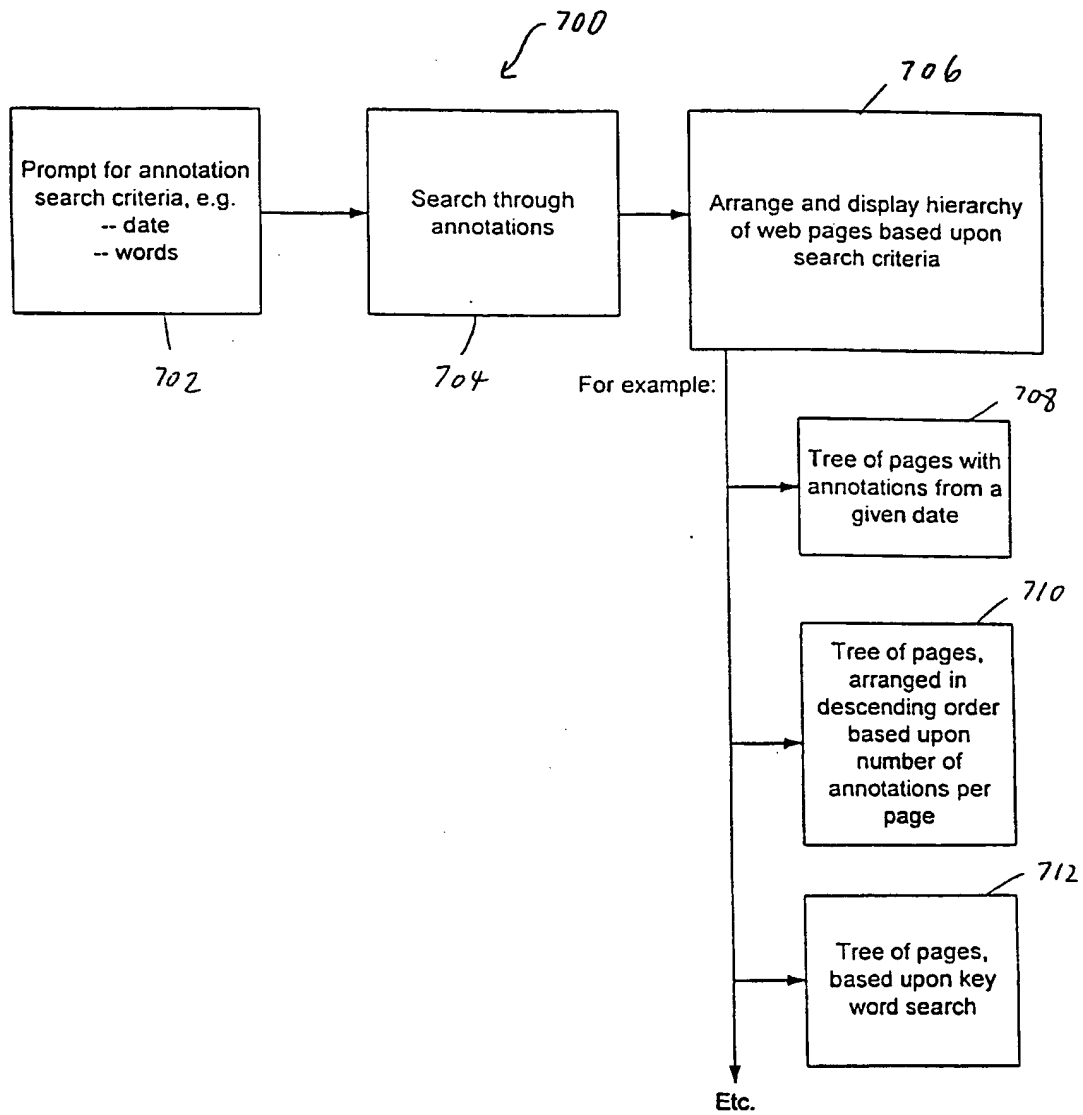 700
706
Prompt for annotation
search criteria, e.g.
-- date
-- words
Search through
annotations
Arrange and display hierarchy
of web pages based upon
search criteria
702
704
For example:
708
Tree of pages with
annotations from a
given date
710
Tree of pages,
arranged in
descending order
based upon
number of
annotations per
page
712
Tree of pages,
based upon key
word search
Etc.